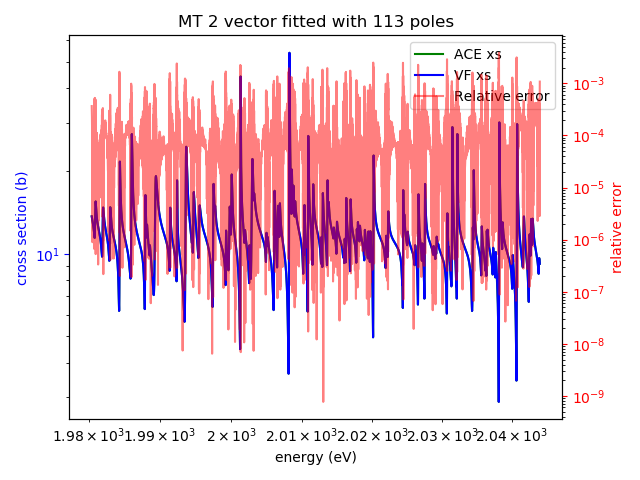 MT 2 vector fitted with 113 poles
ACE xs
VF xs
Relative error
cross section (b)
10¹
10⁻³
10⁻⁴
10⁻⁵
10⁻⁶
10⁻⁷
10⁻⁸
10⁻⁹
relative error
1.98 × 10³ 1.99 × 10³ 2 × 10³ 2.01 × 10³ 2.02 × 10³ 2.03 × 10³ 2.04 × 10³
energy (eV)